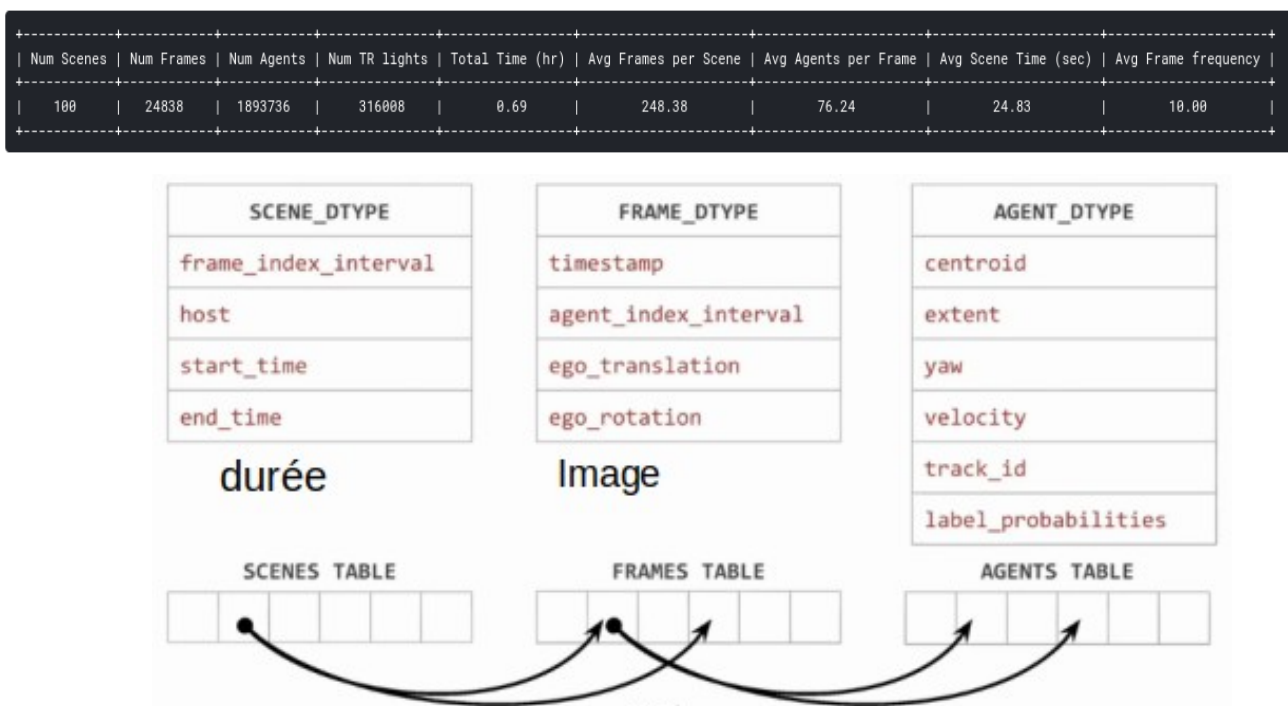 +------------+------------+------------+---------------+-----------------+----------------------+----------------------+----------------------+---------------------+
| Num Scenes | Num Frames | Num Agents | Num TR lights | Total Time (hr) | Avg Frames per Scene | Avg Agents per Frame | Avg Scene Time (sec) | Avg Frame frequency |
+------------+------------+------------+---------------+-----------------+----------------------+----------------------+----------------------+---------------------+
| 100 | 24838 | 1893736 | 316008 | 0.69 | 248.38 | 76.24 | 24.83 | 10.00 |
+------------+------------+------------+---------------+-----------------+----------------------+----------------------+----------------------+---------------------+
SCENE_DTYPE
frame_index_interval
host
start_time
end_time
durée
FRAME_DTYPE
timestamp
agent_index_interval
ego_translation
ego_rotation
Image
AGENT_DTYPE
centroid
extent
yaw
velocity
track_id
label_probabilities
SCENES TABLE
FRAMES TABLE
AGENTS TABLE